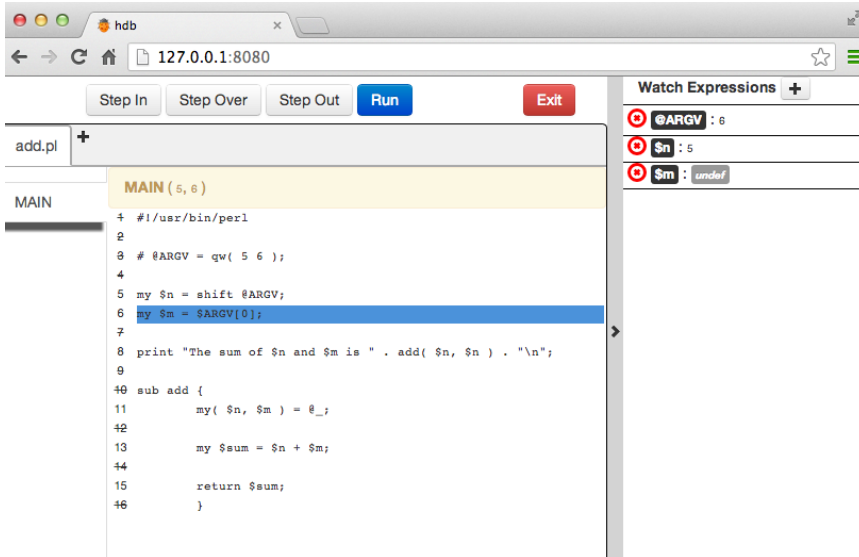 hdb
127.0.0.1:8080
Step In Step Over Step Out Run Exit
Watch Expressions +
@ARGV : 6
$n : 5
$m : undef
add.pl +
MAIN
MAIN ( 5, 6 )
1 #!/usr/bin/perl
2
3 # @ARGV = qw( 5 6 );
4
5 my $n = shift @ARGV;
6 my $m = $ARGV[0];
7
8 print "The sum of $n and $m is " . add( $n, $n ) . "\n";
9
10 sub add {
11 my( $n, $m ) = @_;
12
13 my $sum = $n + $m;
14
15 return $sum;
16 }